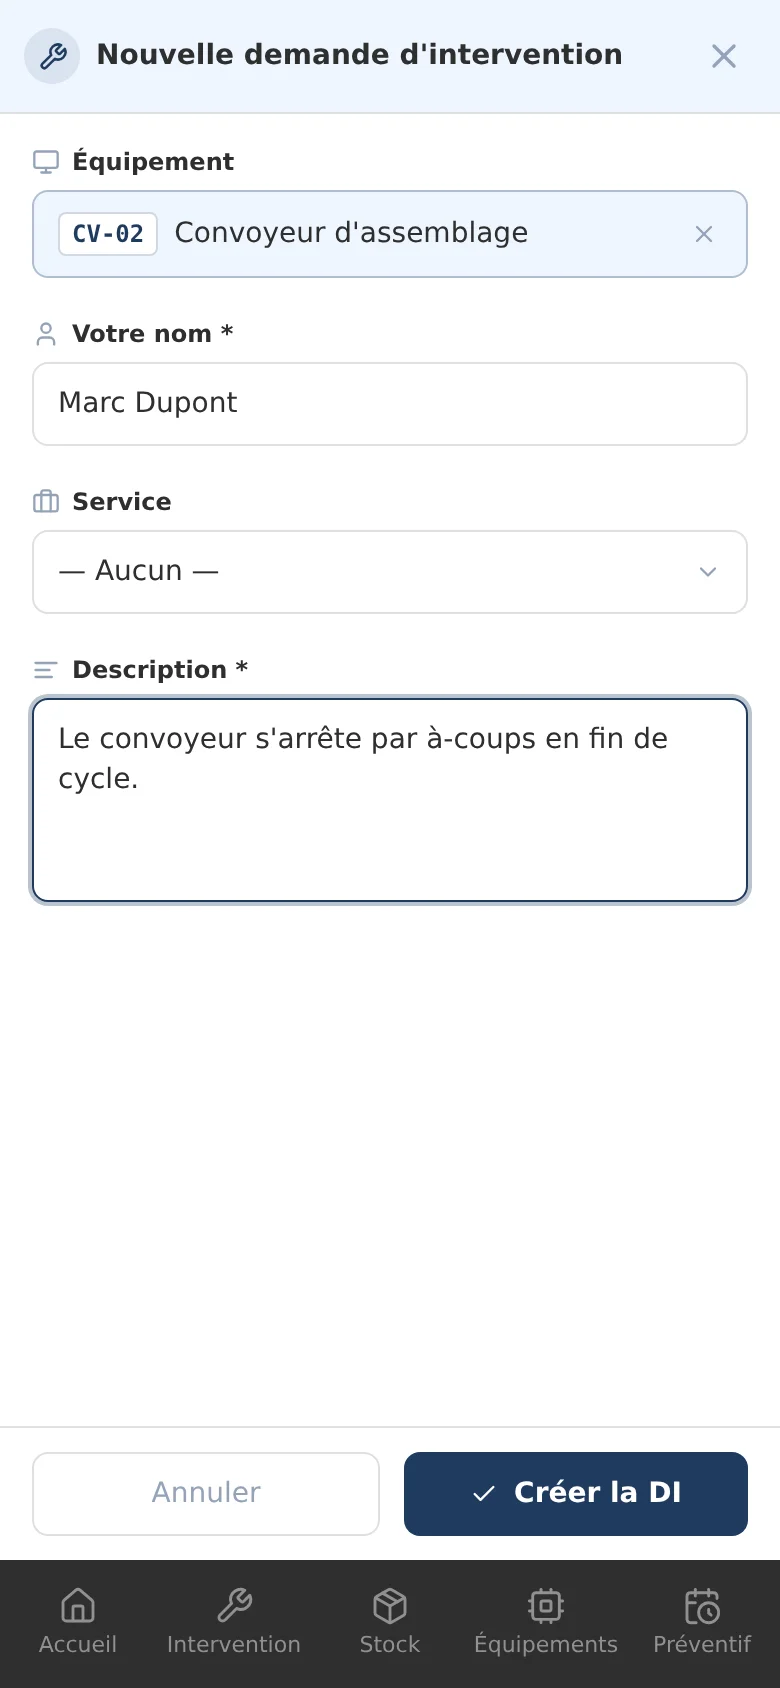 Nouvelle demande d'intervention
Équipement
CV-02 Convoyeur d'assemblage
Votre nom *
Marc Dupont
Service
— Aucun —
Description *
Le convoyeur s'arrête par à-coups en fin de
cycle.
Annuler
Créer la DI
Accueil
Intervention
Stock
Équipements
Préventif